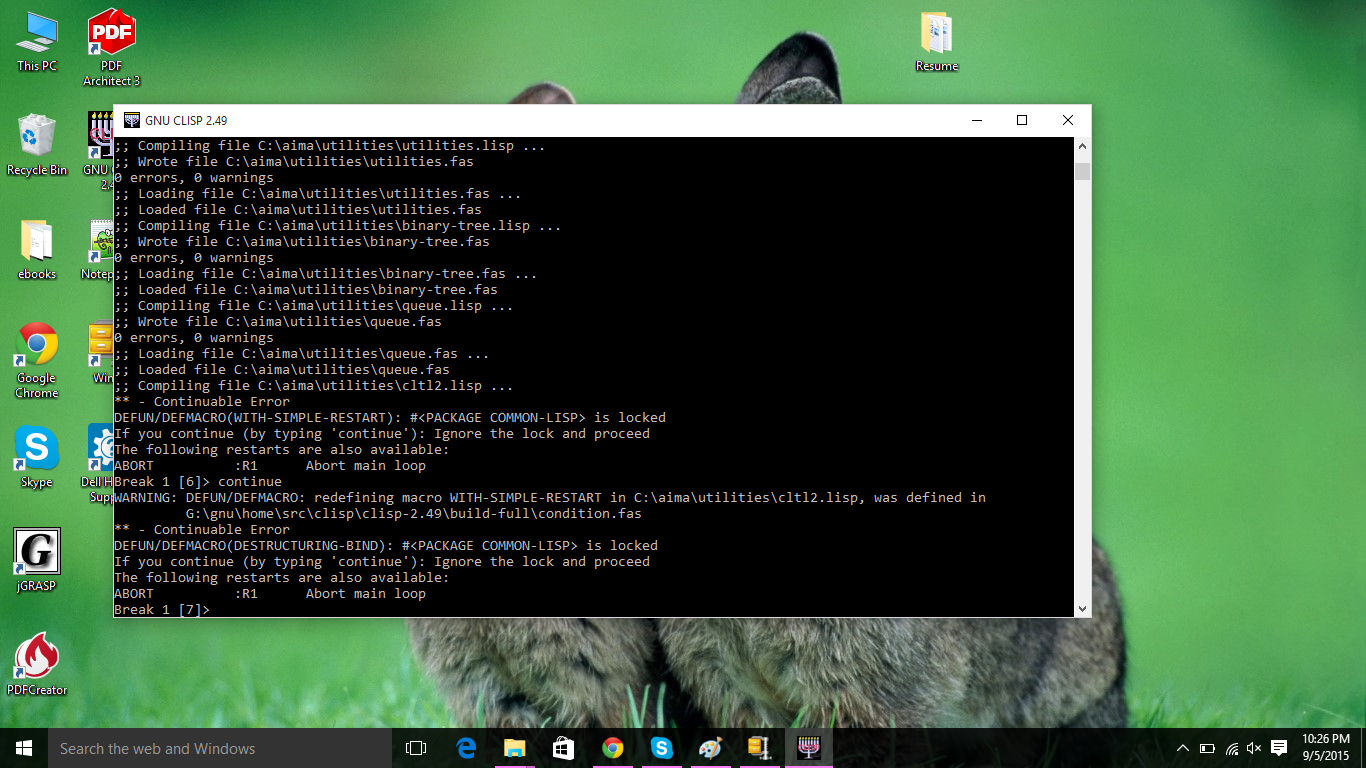 This PC
PDF
PDF
Architect 3
Resume
Recycle Bin
GNU
2.4
ebooks
Notep
Google
Chrome
Win
Skype
Dell H
Supp
G
jGRASP
PDFCreator
GNU CLISP 2.49
;; Compiling file C:\aima\utilities\utilities.lisp ...
;; Wrote file C:\aima\utilities\utilities.fas
0 errors, 0 warnings
;; Loading file C:\aima\utilities\utilities.fas ...
;; Loaded file C:\aima\utilities\utilities.fas
;; Compiling file C:\aima\utilities\binary-tree.lisp ...
;; Wrote file C:\aima\utilities\binary-tree.fas
0 errors, 0 warnings
;; Loading file C:\aima\utilities\binary-tree.fas ...
;; Loaded file C:\aima\utilities\binary-tree.fas
;; Compiling file C:\aima\utilities\queue.lisp ...
;; Wrote file C:\aima\utilities\queue.fas
0 errors, 0 warnings
;; Loading file C:\aima\utilities\queue.fas ...
;; Loaded file C:\aima\utilities\queue.fas
;; Compiling file C:\aima\utilities\cltl2.lisp ...
** - Continuable Error
DEFUN/DEFMACRO(WITH-SIMPLE-RESTART): #<PACKAGE COMMON-LISP> is locked
If you continue (by typing 'continue'): Ignore the lock and proceed
The following restarts are also available:
ABORT          :R1      Abort main loop
Break 1 [6]> continue
WARNING: DEFUN/DEFMACRO: redefining macro WITH-SIMPLE-RESTART in C:\aima\utilities\cltl2.lisp, was defined in
         G:\gnu\home\src\clisp\clisp-2.49\build-full\condition.fas
** - Continuable Error
DEFUN/DEFMACRO(DESTRUCTURING-BIND): #<PACKAGE COMMON-LISP> is locked
If you continue (by typing 'continue'): Ignore the lock and proceed
The following restarts are also available:
ABORT          :R1      Abort main loop
Break 1 [7]>
Search the web and Windows
10:26 PM
9/5/2015